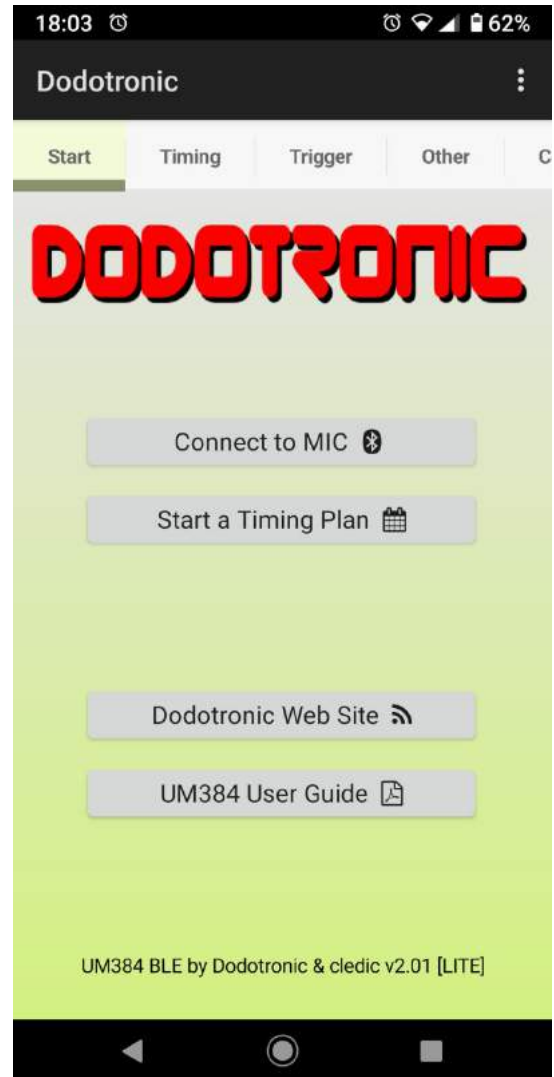 18:03 62%
Dodotronic
Start Timing Trigger Other C
DODOTRONIC
Connect to MIC
Start a Timing Plan
Dodotronic Web Site
UM384 User Guide
UM384 BLE by Dodotronic & cledic v2.01 [LITE]